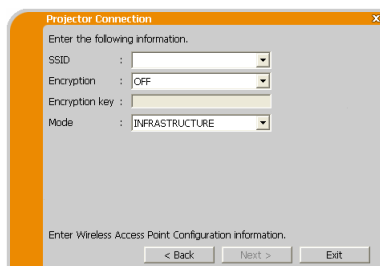 Projector Connection x
Enter the following information.
SSID :
Encryption : OFF
Encryption key :
Mode : INFRASTRUCTURE
Enter Wireless Access Point Configuration information.
< Back Next > Exit